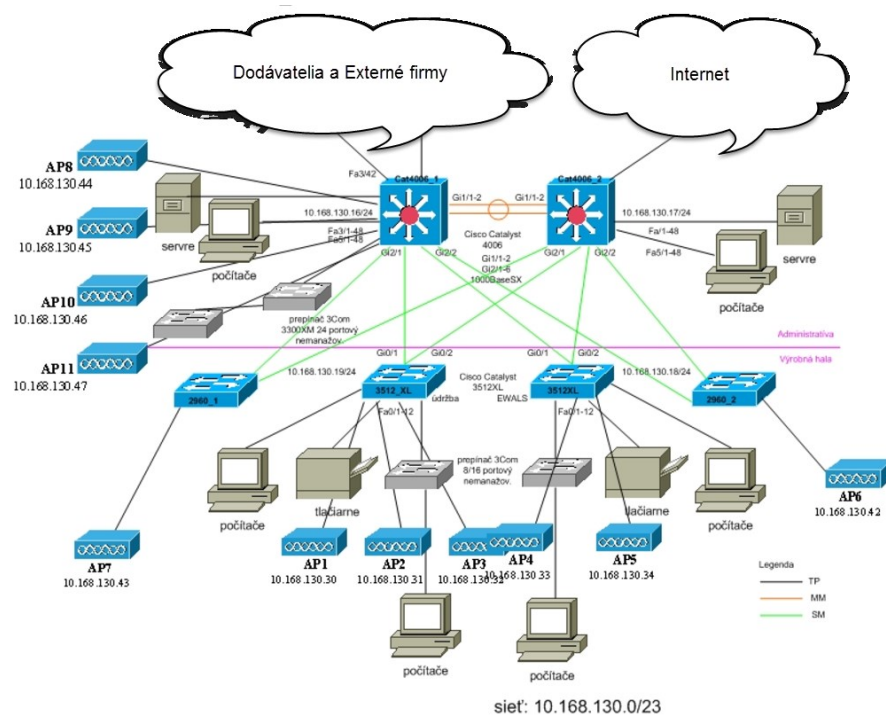 Dodávatelia a Externé firmy
Internet
AP8
10.168.130.44
Fa3/42
Cat4006_1
Cat4006_2
Gi1/1-2
Gi1/1-2
AP9
10.168.130.45
servre
10.168.130.16/24
Fa3/1-48
Fa5/1-48
počítače
Gi2/1
Gi2/2
Cisco Catalyst
4006
Gi1/1-2
Gi2/1-6
1000BaseSX
Gi2/1
Gi2/2
10.168.130.17/24
Fa/1-48
Fa5/1-48
servre
počítače
AP10
10.168.130.46
prepínač 3Com
3300XM 24 portový
nemanažov.
AP11
10.168.130.47
Administratíva
Výrobná hala
2960_1
10.168.130.19/24
Gi0/1
Gi0/2
3512_XL
údržba
Fa0/1-12
Cisco Catalyst
3512XL
EWALS
Gi0/1
Gi0/2
3512XL
Fa0/1-12
10.168.130.18/24
2960_2
počítače
tlačiarne
prepínač 3Com
8/16 portový
nemanažov.
tlačiarne
počítače
AP6
10.168.130.42
AP7
10.168.130.43
AP1
10.168.130.30
AP2
10.168.130.31
AP3
10.168.130.32
AP4
10.168.130.33
AP5
10.168.130.34
počítače
počítače
Legenda
TP
MM
SM
sieť: 10.168.130.0/23